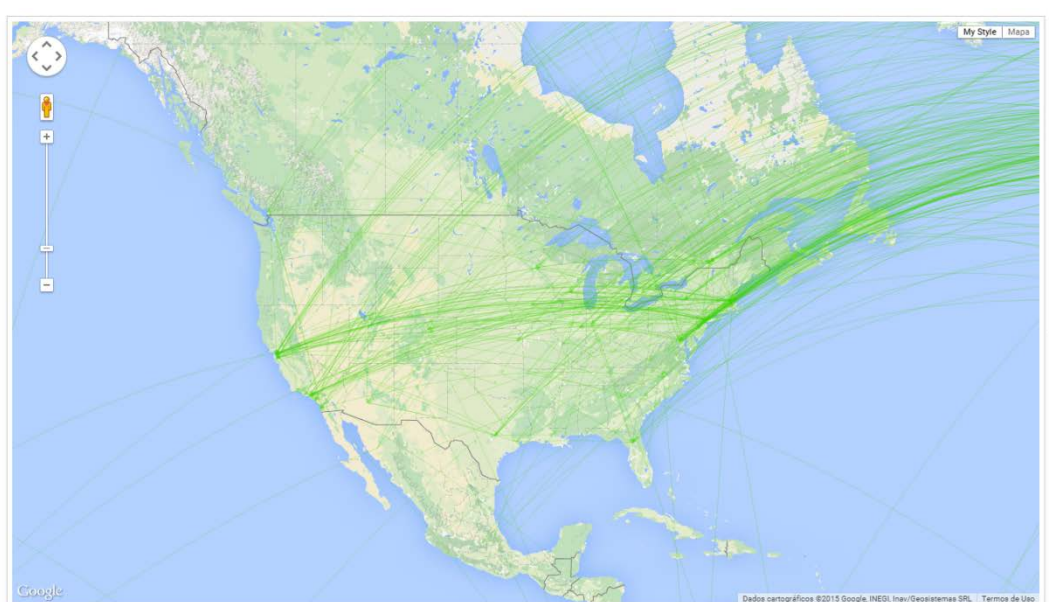 My Style Mapa
+
−
Google
Dados cartográficos ©2015 Google, INEGI, Inav/Geosistemas SRL Termos de Uso